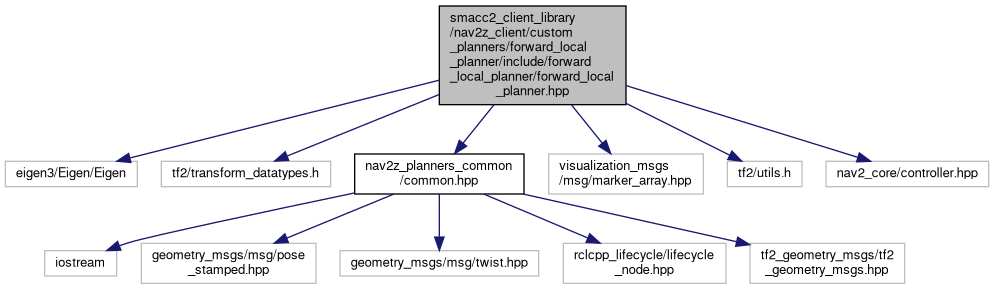 smacc2_client_library
/nav2z_client/custom
_planners/forward_local
_planner/include/forward
_local_planner/forward_local
_planner.hpp
eigen3/Eigen/Eigen
tf2/transform_datatypes.h
nav2z_planners_common
/common.hpp
visualization_msgs
/msg/marker_array.hpp
tf2/utils.h
nav2_core/controller.hpp
iostream
geometry_msgs/msg/pose
_stamped.hpp
geometry_msgs/msg/twist.hpp
rclcpp_lifecycle/lifecycle
_node.hpp
tf2_geometry_msgs/tf2
_geometry_msgs.hpp